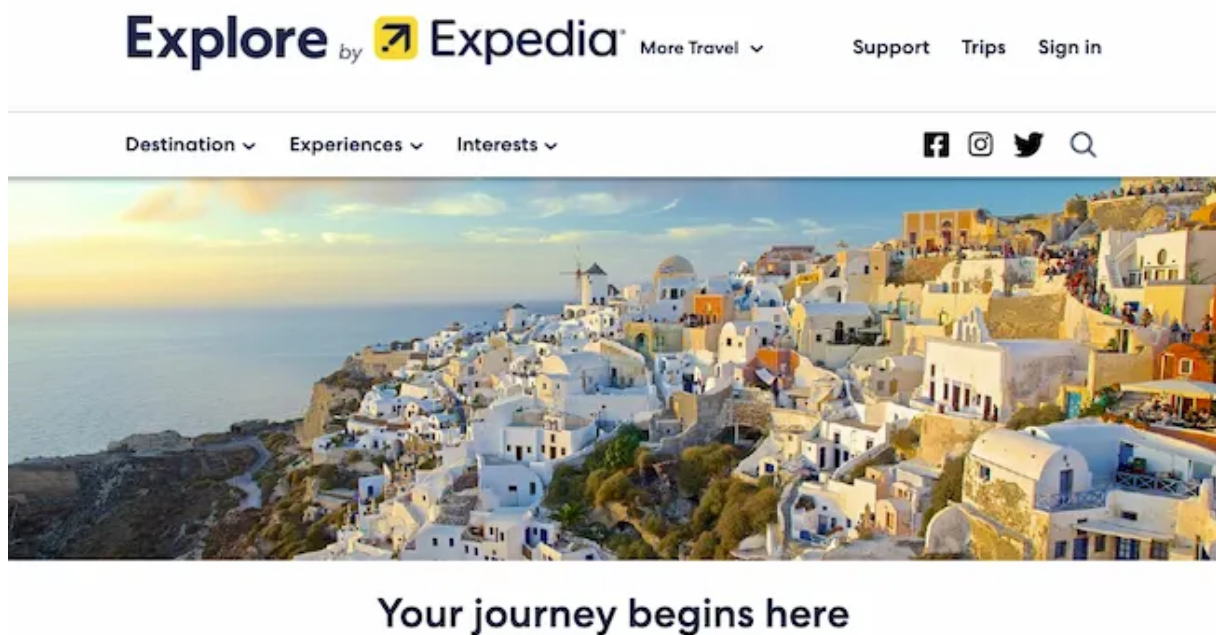 Explore by Expedia More Travel Support Trips Sign in
Destination Experiences Interests
Your journey begins here